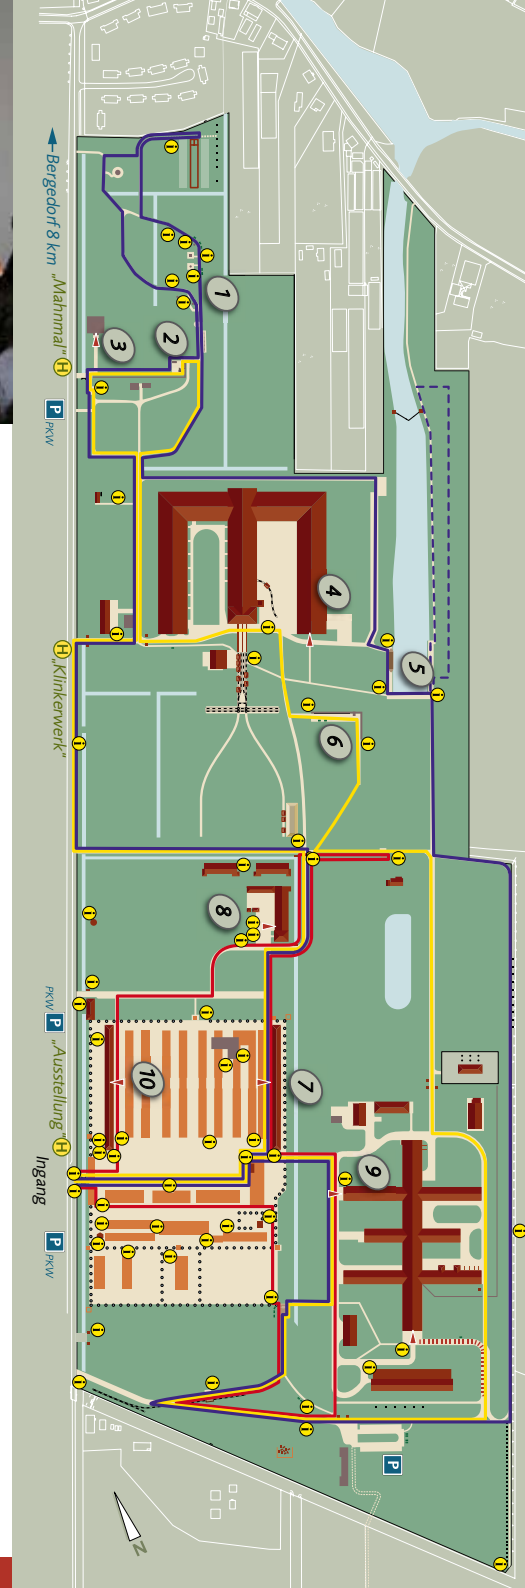 Bergedorf 8 km
„Mahnmal“ H
P PKW
1
2
3
4
5
6
H „Klinkerwerk“
7
8
9
10
PKW P
„Ausstellung“ H
Ingang
P PKW
P
N